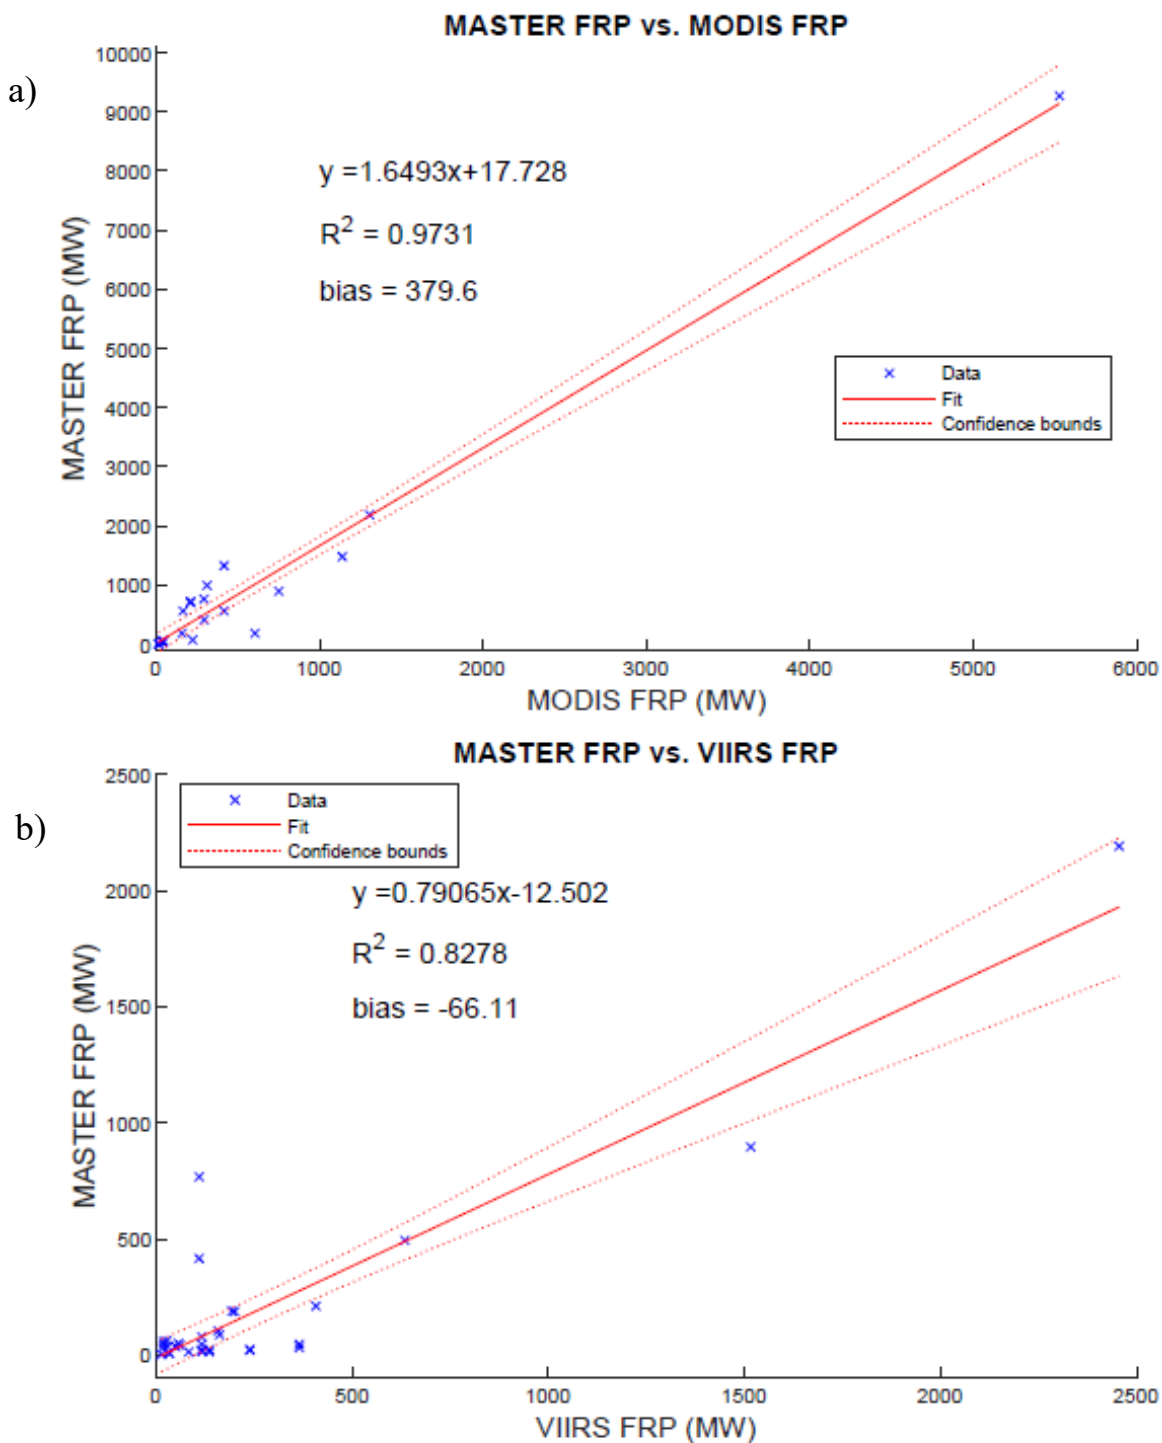 MASTER FRP vs. MODIS FRP
a)
10000
9000
8000
7000
6000
5000
4000
3000
2000
1000
0
MASTER FRP (MW)
y =1.6493x+17.728
R² = 0.9731
bias = 379.6
Data
Fit
Confidence bounds
0 1000 2000 3000 4000 5000 6000
MODIS FRP (MW)
MASTER FRP vs. VIIRS FRP
b)
2500
2000
1500
1000
500
0
MASTER FRP (MW)
Data
Fit
Confidence bounds
y =0.79065x-12.502
R² = 0.8278
bias = -66.11
0 500 1000 1500 2000 2500
VIIRS FRP (MW)